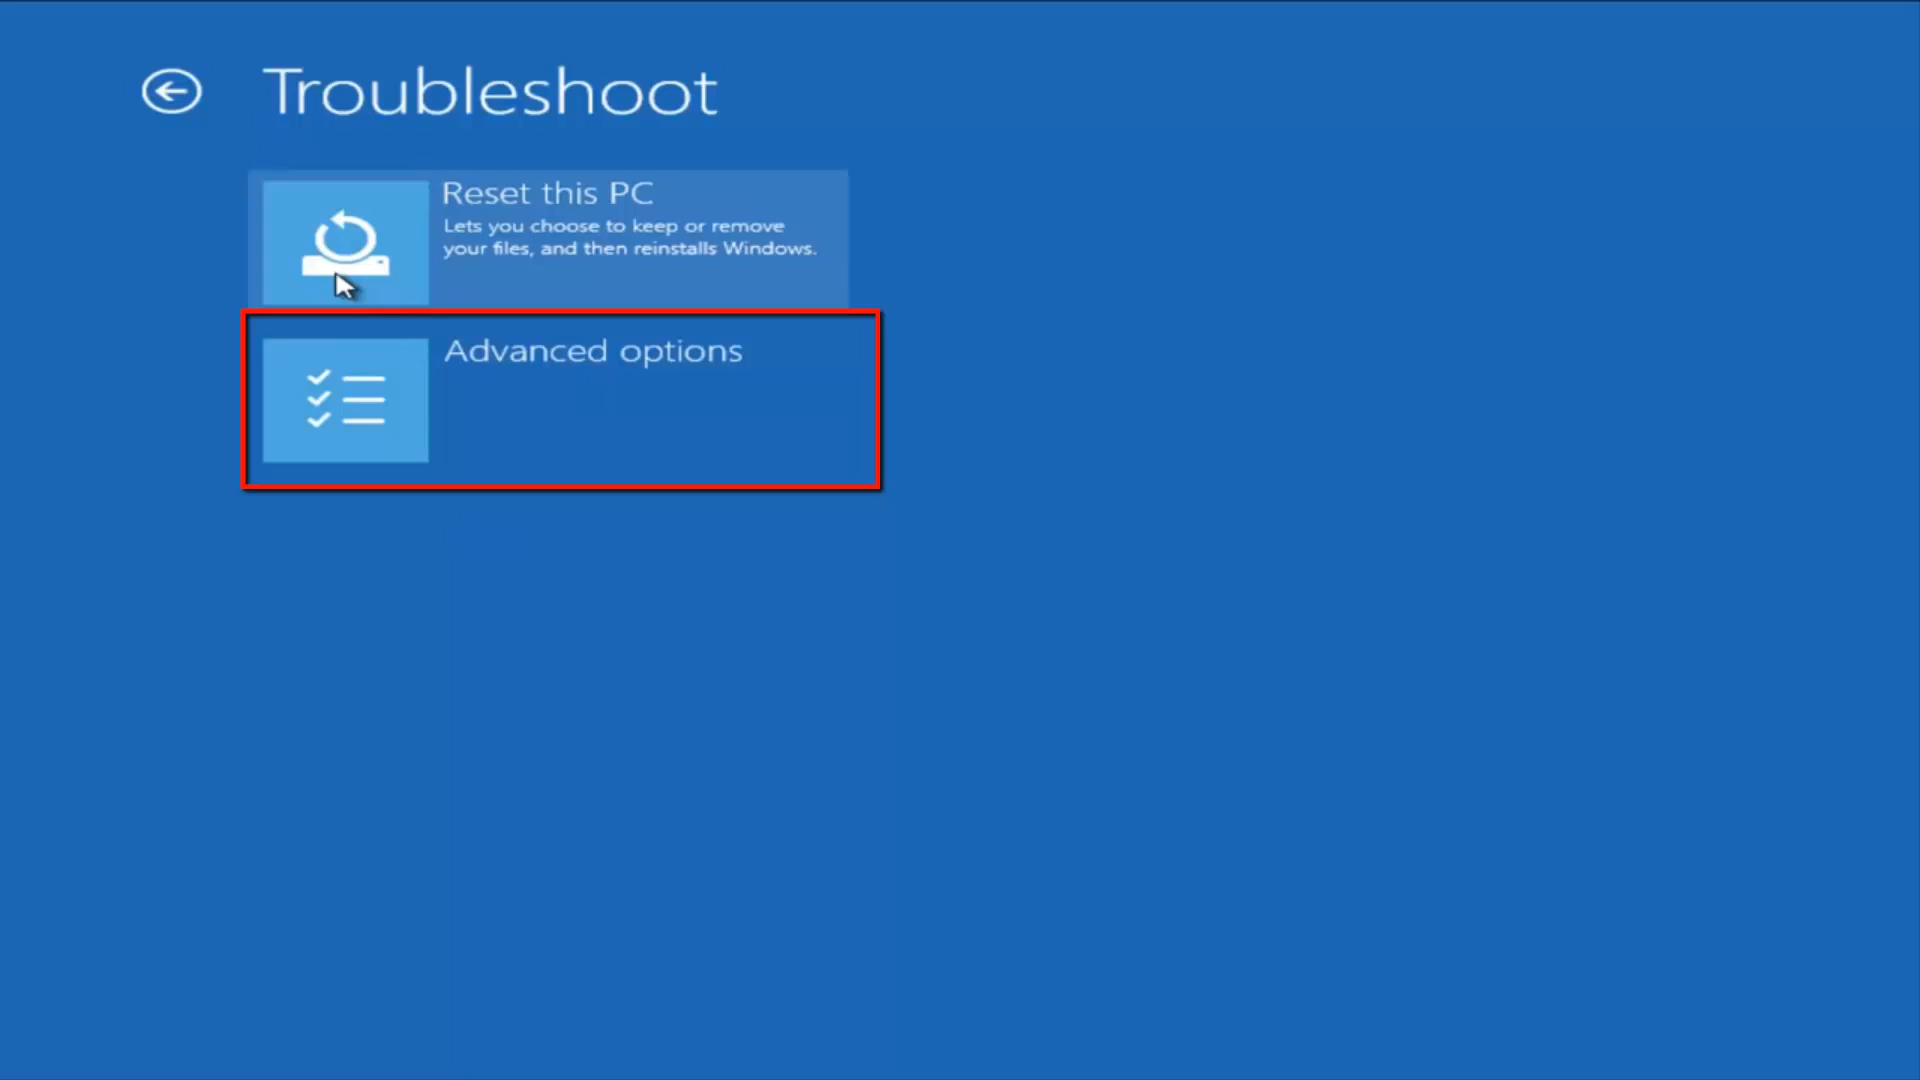 Troubleshoot
Reset this PC
Lets you choose to keep or remove
your files, and then reinstalls Windows.
Advanced options